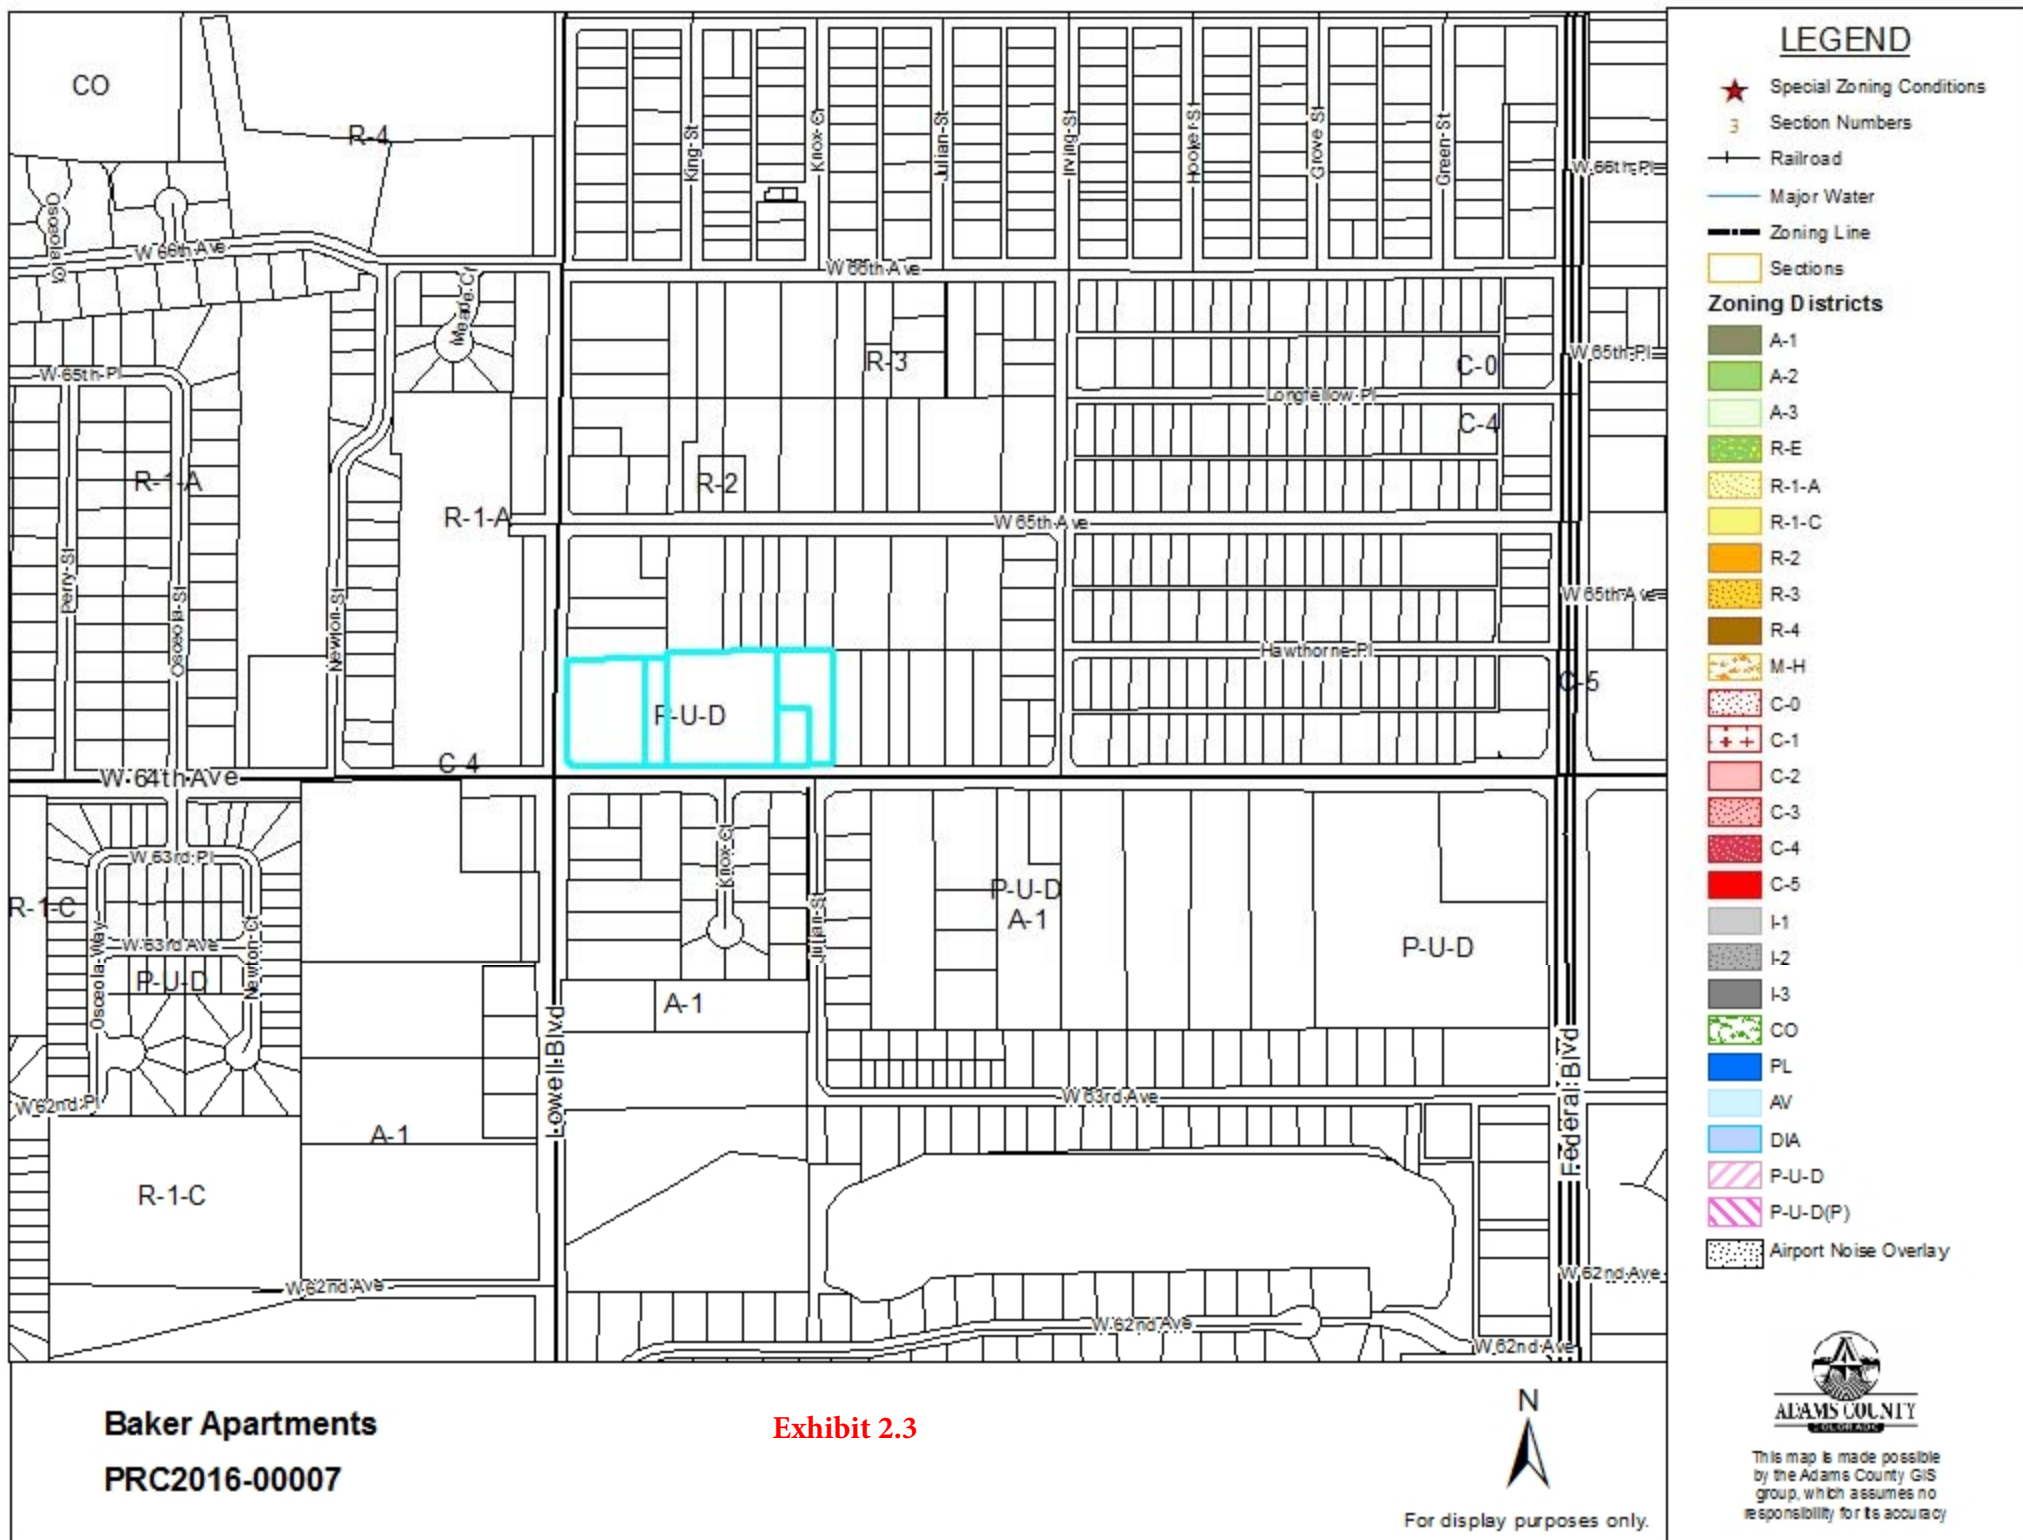 CO
R-4
King-St
Knox-Ct
Julian-St
Irving-St
Hooker-St
Grove St
Green-St
W 66th-Pl
Osceola Ct
W 66th Ave
W 66th Ave
Meade-Ct
R-3
C-0
W 65th-Pl
W-65th-Pl
Longfellow-Pl
C-4
R-1-A
R-2
R-1-A
W 65th Ave
Perry-St
Osceola-St
Newton-St
W 65th-Ave
Hawthorne-Pl
C-5
P-U-D
C-4
W-64th-Ave
W 63rd-Pl
Knox-Ct
R-1-C
P-U-D
A-1
Julian-St
W-63rd Ave
Osceola-Way
Newton-Ct
P-U-D
P-U-D
A-1
Lowell-Blvd
Federal-Blvd
W 62nd-Pl
W 63rd Ave
A-1
R-1-C
W-62nd Ave
W 62nd-Ave
W 62nd Ave
W 62nd-Ave
LEGEND
Special Zoning Conditions
3 Section Numbers
Railroad
Major Water
Zoning Line
Sections
Zoning Districts
A-1
A-2
A-3
R-E
R-1-A
R-1-C
R-2
R-3
R-4
M-H
C-0
C-1
C-2
C-3
C-4
C-5
I-1
I-2
I-3
CO
PL
AV
DIA
P-U-D
P-U-D(P)
Airport Noise Overlay
ADAMS COUNTY
COLORADO
This map is made possible
by the Adams County GIS
group, which assumes no
responsibility for its accuracy
Baker Apartments
PRC2016-00007
Exhibit 2.3
N
For display purposes only.